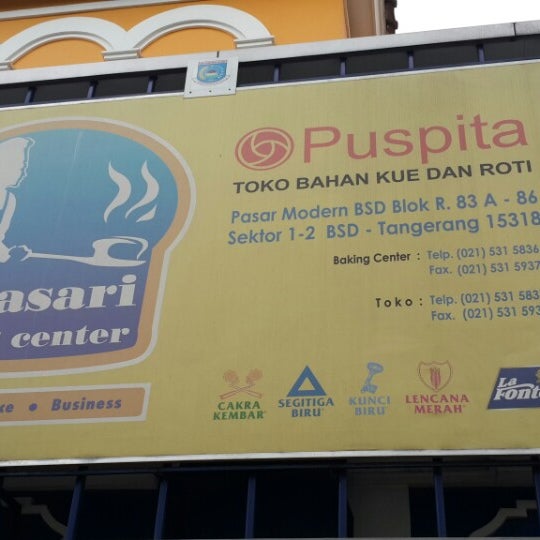 Puspita
TOKO BAHAN KUE DAN ROTI
Pasar Modern BSD Blok R. 83 A - 86
Sektor 1-2 BSD - Tangerang 15318
Baking Center : Telp. (021) 531 5836
Fax. (021) 531 5937
Toko : Telp. (021) 531 583
Fax. (021) 531 593
asari
center
ke • Business
CAKRA KEMBAR
SEGITIGA BIRU
KUNCI BIRU
LENCANA MERAH
La Fonte